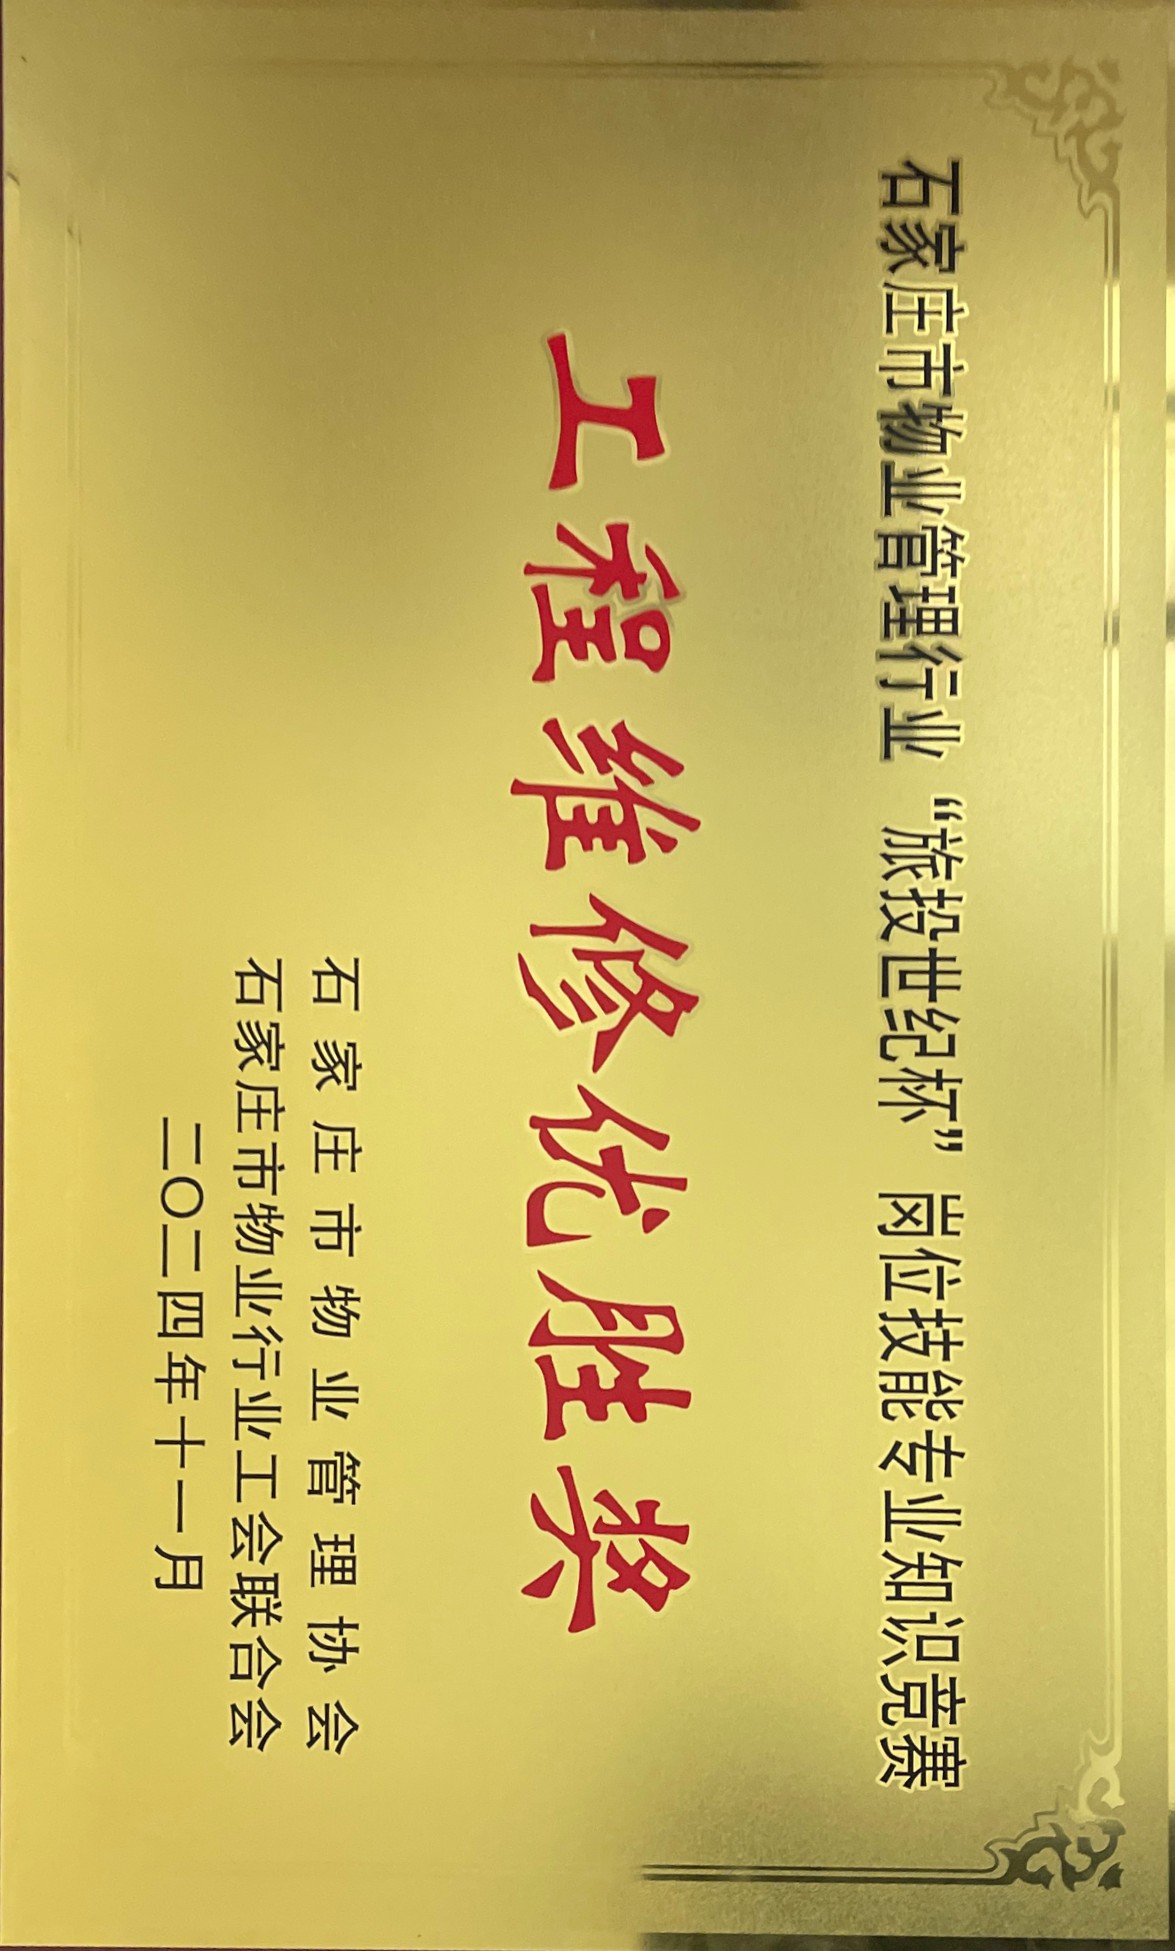 石家庄市物业管理行业“旅投世纪杯”岗位技能专业知识竞赛
工程维修优胜奖
石家庄市物业管理协会
石家庄市物业行业工会联合会
二〇二四年十一月